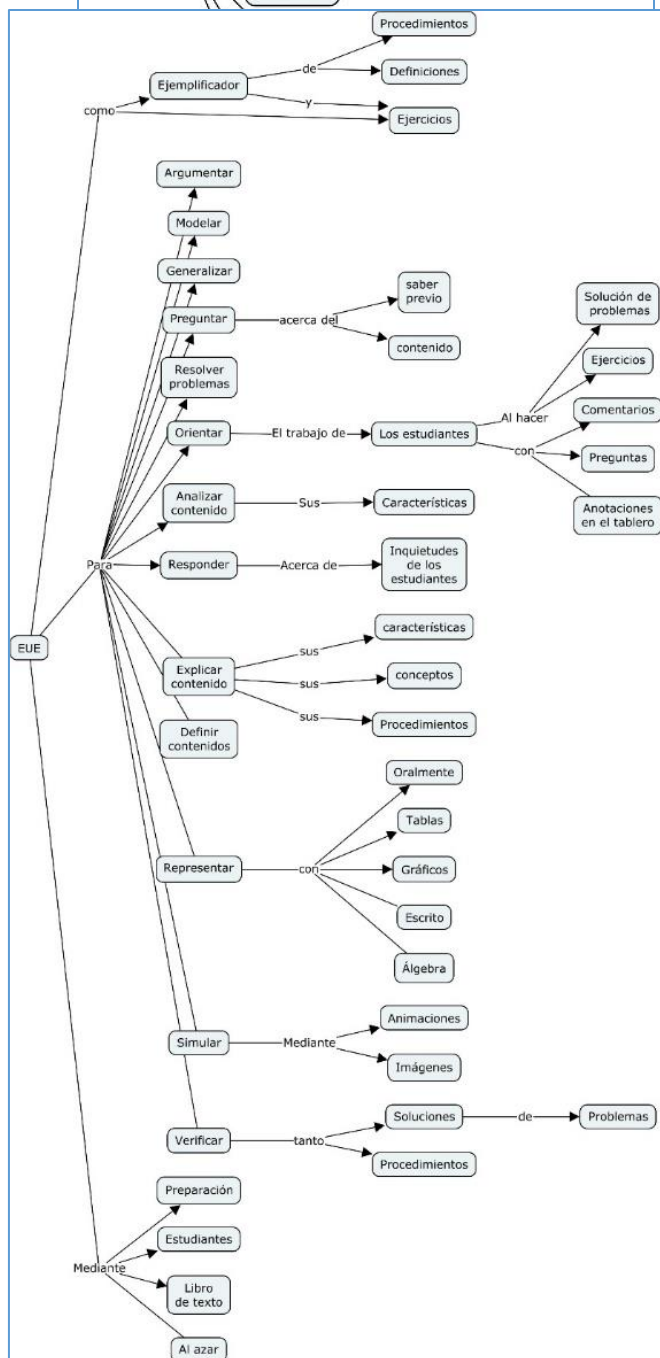 Procedimientos
de
Definiciones
Ejemplificador
y
como
Ejercicios
Argumentar
Modelar
Generalizar
saber
previo
Preguntar
acerca del
contenido
Solución de
problemas
Resolver
problemas
Ejercicios
Al hacer
Comentarios
Orientar
El trabajo de
Los estudiantes
con
Preguntas
Analizar
contenido
Sus
Características
Anotaciones
en el tablero
Para
Responder
Acerca de
Inquietudes
de los
estudiantes
EUE
características
sus
Explicar
contenido
sus
conceptos
sus
Procedimientos
Definir
contenidos
Oralmente
Tablas
Representar
con
Gráficos
Escrito
Álgebra
Animaciones
Simular
Mediante
Imágenes
Soluciones
de
Problemas
Verificar
tanto
Procedimientos
Preparación
Estudiantes
Mediante
Libro
de texto
Al azar